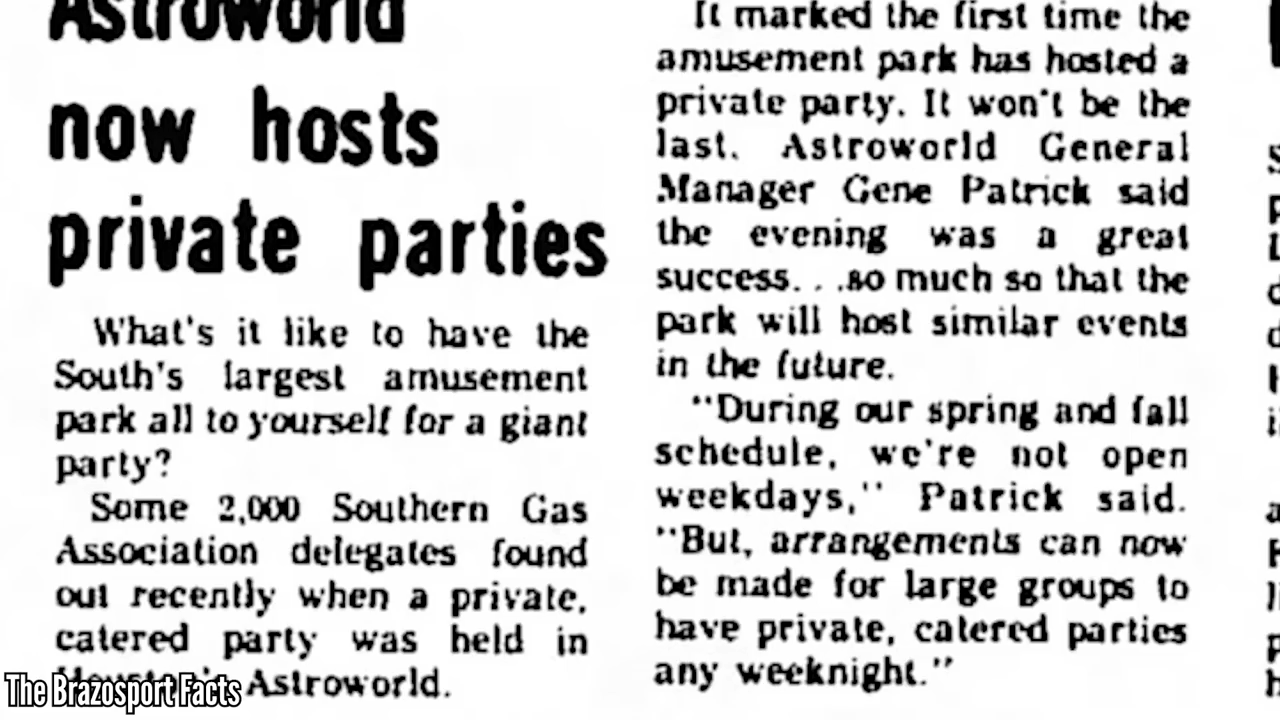 Astroworld
now hosts
private parties
What's it like to have the
South's largest amusement
park all to yourself for a giant
party?
Some 2,000 Southern Gas
Association delegates found
out recently when a private,
catered party was held in
Houston's Astroworld.
It marked the first time the
amusement park has hosted a
private party. It won't be the
last. Astroworld General
Manager Gene Patrick said
the evening was a great
success. . .so much so that the
park will host similar events
in the future.
"During our spring and fall
schedule, we're not open
weekdays," Patrick said.
"But, arrangements can now
be made for large groups to
have private, catered parties
any weeknight."
The Brazosport Facts